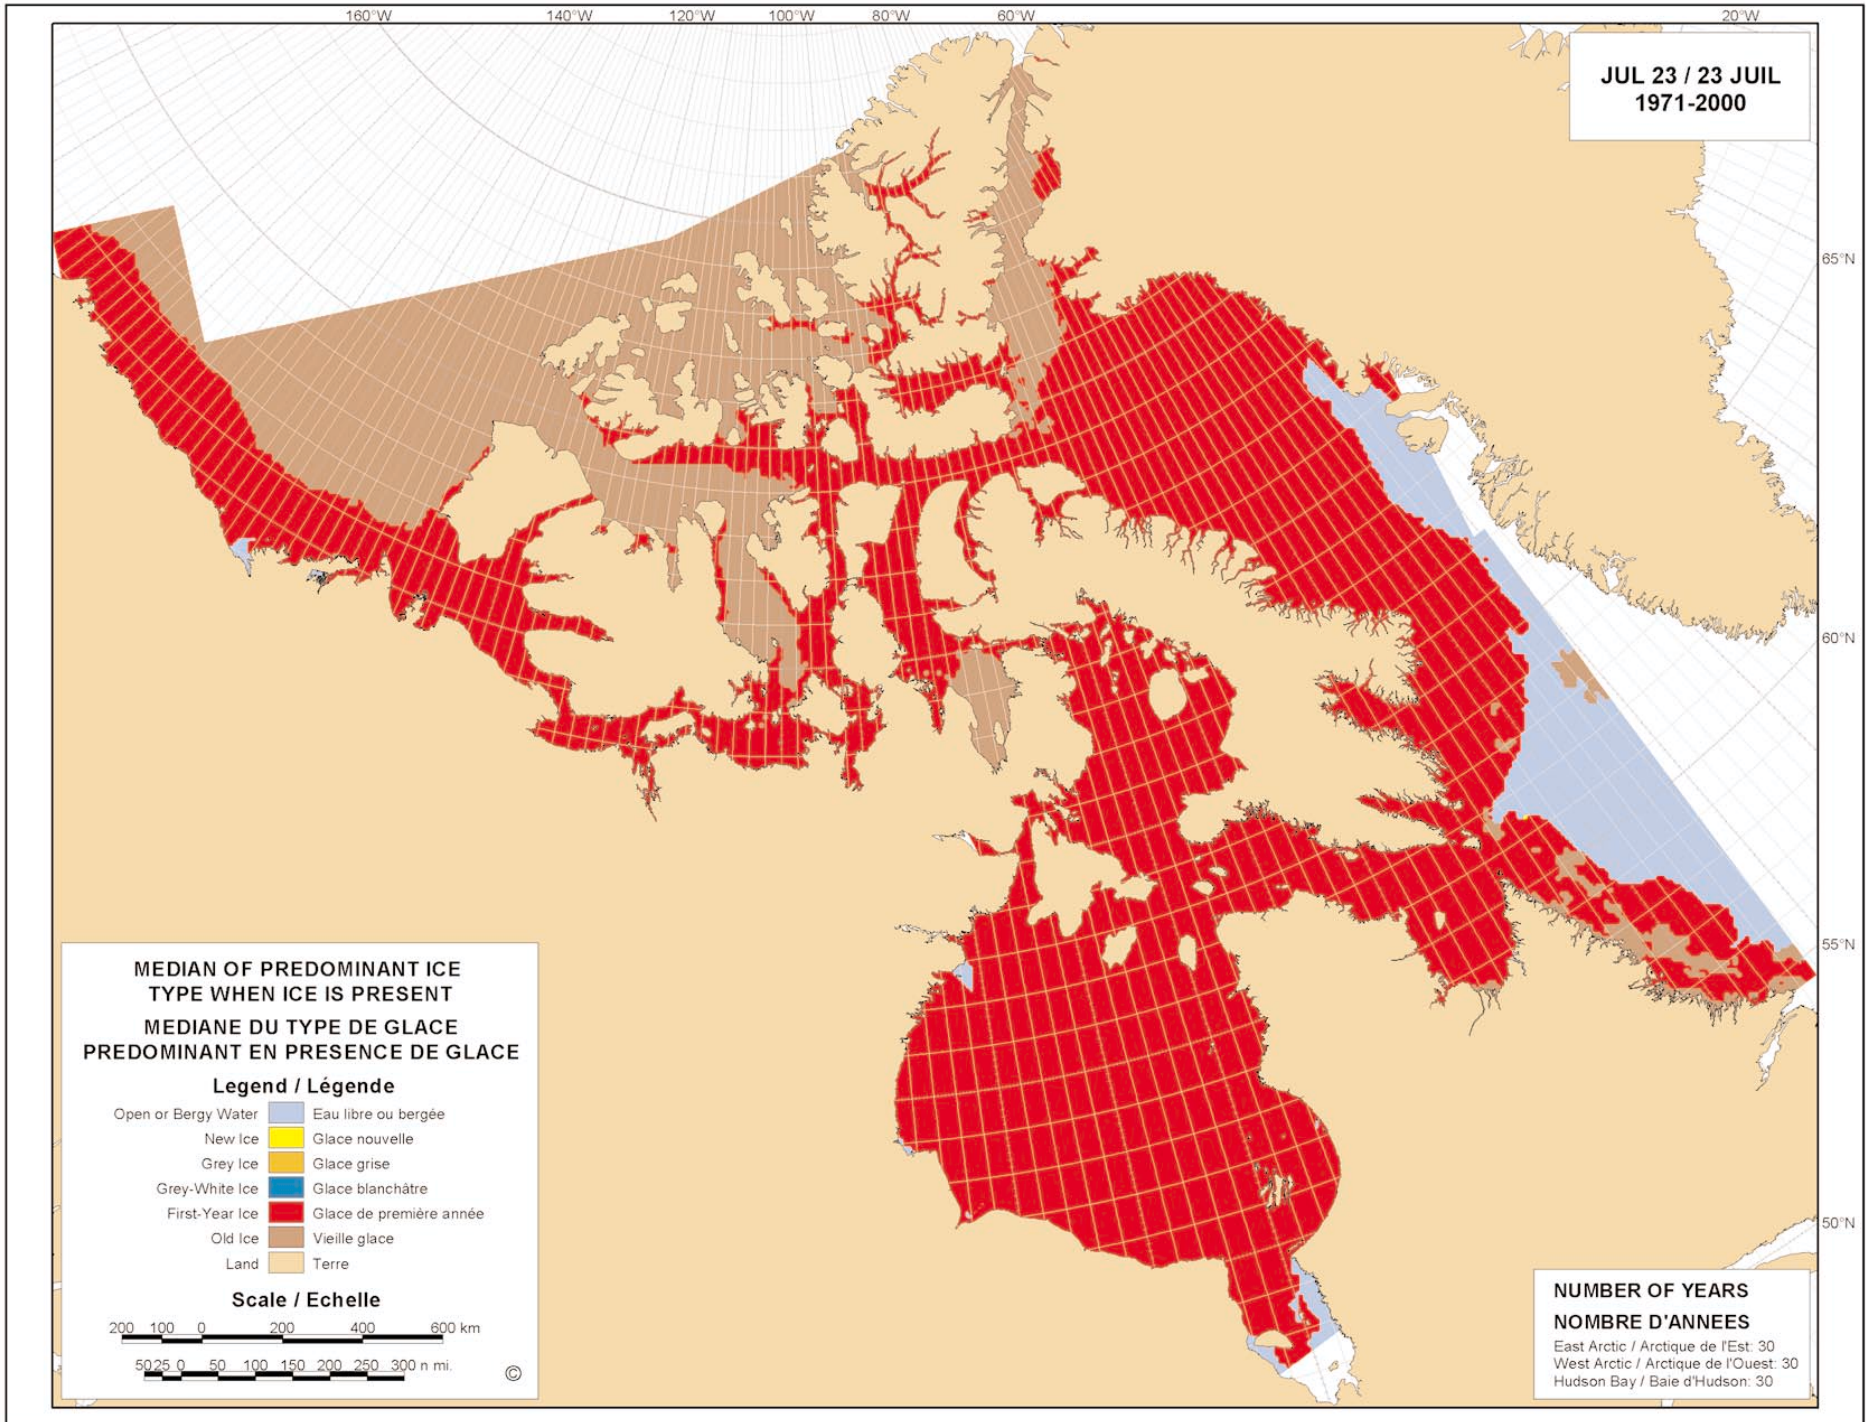 160°W 140°W 120°W 100°W 80°W 60°W 20°W
JUL 23 / 23 JUIL
1971-2000
65°N
60°N
55°N
50°N
MEDIAN OF PREDOMINANT ICE
TYPE WHEN ICE IS PRESENT
MEDIANE DU TYPE DE GLACE
PREDOMINANT EN PRESENCE DE GLACE
Legend / Légende
Open or Bergy Water Eau libre ou bergée
New Ice Glace nouvelle
Grey Ice Glace grise
Grey-White Ice Glace blanchâtre
First-Year Ice Glace de première année
Old Ice Vieille glace
Land Terre
Scale / Echelle
200 100 0 200 400 600 km
50 25 0 50 100 150 200 250 300 n mi.
©
NUMBER OF YEARS
NOMBRE D'ANNEES
East Arctic / Arctique de l'Est: 30
West Arctic / Arctique de l'Ouest: 30
Hudson Bay / Baie d'Hudson: 30